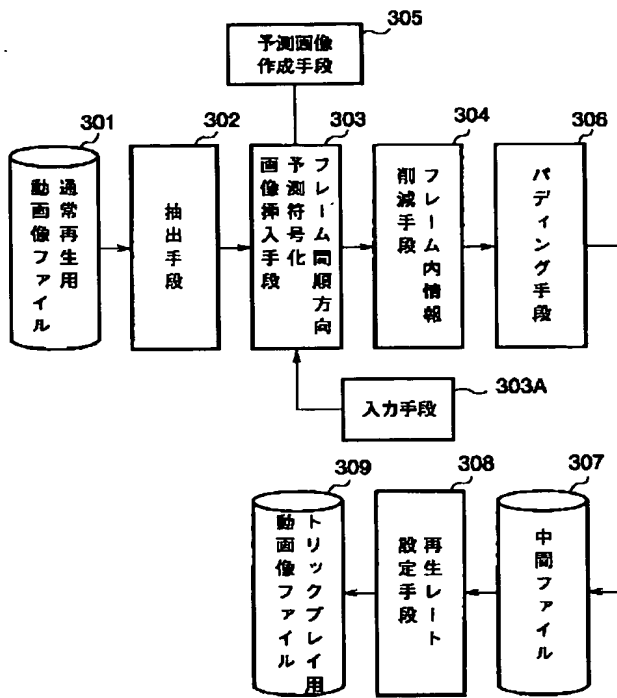 305
予測画像
作成手段
301
通常再生用
動画像ファイル
302
抽出手段
303
フレーム間順方向
予測符号化
画像挿入手段
304
フレーム内情報
削減手段
306
パディング手段
303A
入力手段
309
トリックプレイ用
動画像ファイル
308
再生レート
設定手段
307
中間ファイル